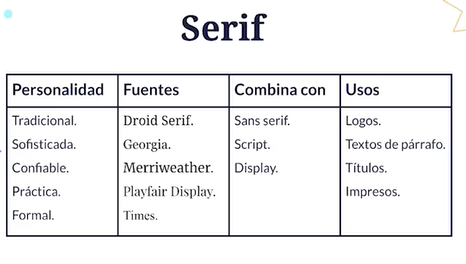 Serif
Personalidad Fuentes Combina con Usos
Tradicional. Droid Serif. Sans serif. Logos.
Sofisticada. Georgia. Script. Textos de párrafo.
Confiable. Merriweather. Display. Títulos.
Práctica. Playfair Display. Impresos.
Formal. Times.